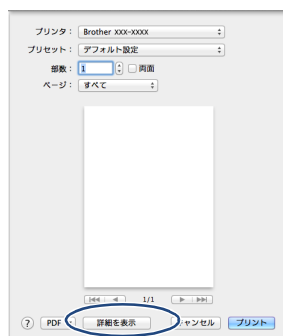 プリンタ： Brother XXX-XXXX
プリセット： デフォルト設定
部数： 1 両面
ページ： すべて
1/1
? PDF 詳細を表示 キャンセル プリント